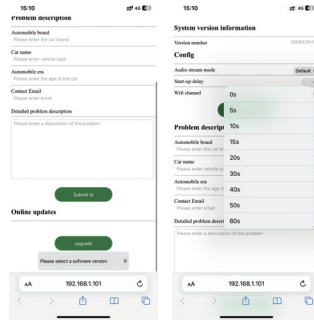 15/10
4G
Problem description
Automobile brand
Please enter the car brand
Car name
Please enter vehicle type
Automobile era
Please enter the age of the car
Contact Email
Please enter email
Detailed problem description
Please enter a description of the problem
Submit to
Online updates
upgrade
Please select a software version
AA 192.168.1.101
15/10
4G
System version information
Version number
Config
Audio stream mode Default
Start-up delay
Wifi channel
0s
5s
10s
15s
20s
30s
40s
50s
60s
Problem descript
Automobile brand
Please enter the car br
Car name
Please enter vehicle ty
Automobile era
Please enter the age o
Contact Email
Please enter email
Detailed problem descri
Please enter a description of the problem
AA 192.168.1.101